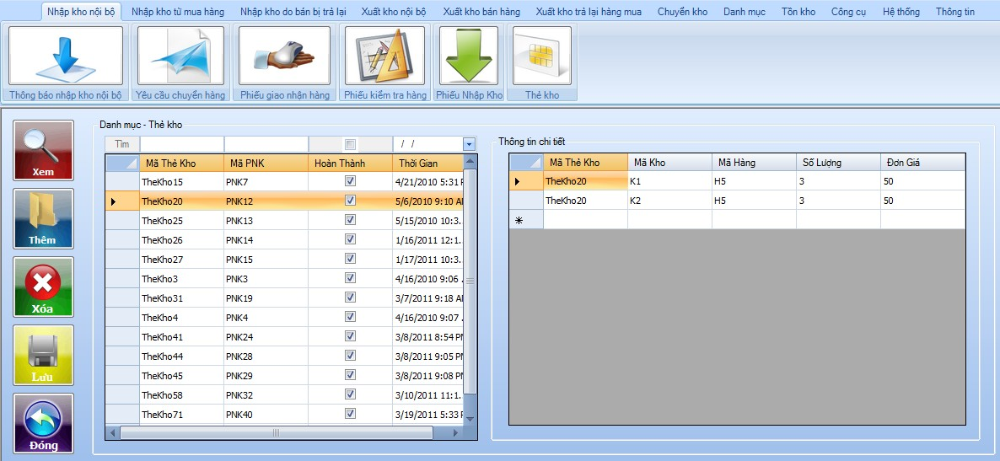 Nhập kho nội bộ Nhập kho từ mua hàng Nhập kho do bán bị trả lại Xuất kho nội bộ Xuất kho bán hàng Xuất kho trả lại hàng mua Chuyển kho Danh mục Tồn kho Công cụ Hệ thống Thông tin
Thông báo nhập kho nội bộ Yêu cầu chuyển hàng Phiếu giao nhận hàng Phiếu kiểm tra hàng Phiếu Nhập Kho Thẻ kho
Xem
Thêm
Xóa
Lưu
Đóng
Danh mục - Thẻ kho
Tìm / /
Mã Thẻ Kho Mã PNK Hoàn Thành Thời Gian
TheKho15 PNK7 4/21/2010 5:31
TheKho20 PNK12 5/6/2010 9:10
TheKho25 PNK13 5/15/2010 10:3...
TheKho26 PNK14 1/16/2011 12:1...
TheKho27 PNK15 1/17/2011 10:3...
TheKho3 PNK3 4/16/2010 9:06 ...
TheKho31 PNK19 3/7/2011 9:18
TheKho4 PNK4 4/16/2010 9:07 ...
TheKho41 PNK24 3/8/2011 8:54
TheKho44 PNK28 3/8/2011 9:05
TheKho45 PNK29 3/8/2011 9:08
TheKho58 PNK32 3/10/2011 11:1...
TheKho71 PNK40 3/19/2011 5:33
Thông tin chi tiết
Mã Thẻ Kho Mã Kho Mã Hàng Số Lượng Đơn Giá
TheKho20 K1 H5 3 50
TheKho20 K2 H5 3 50